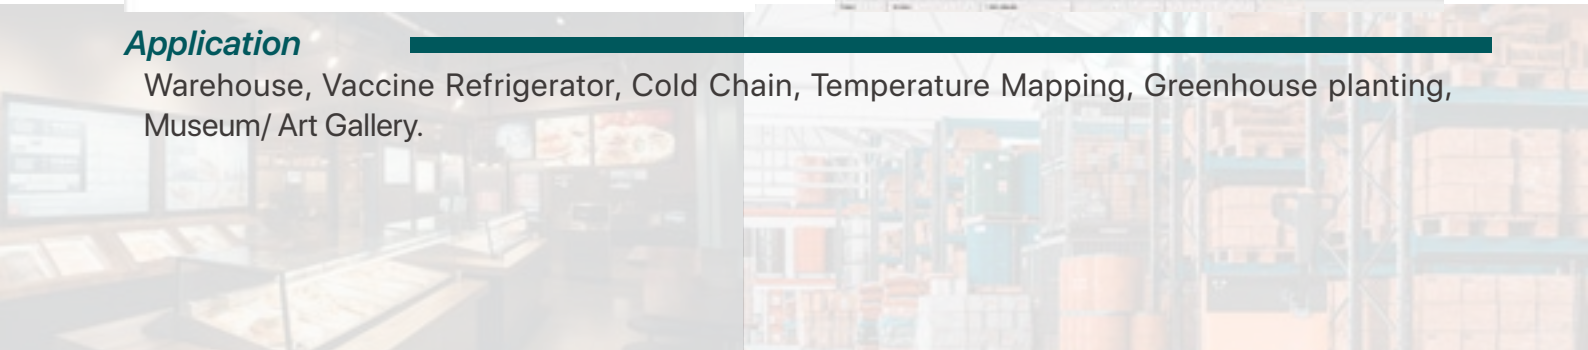 Application
Warehouse, Vaccine Refrigerator, Cold Chain, Temperature Mapping, Greenhouse planting,
Museum/ Art Gallery.